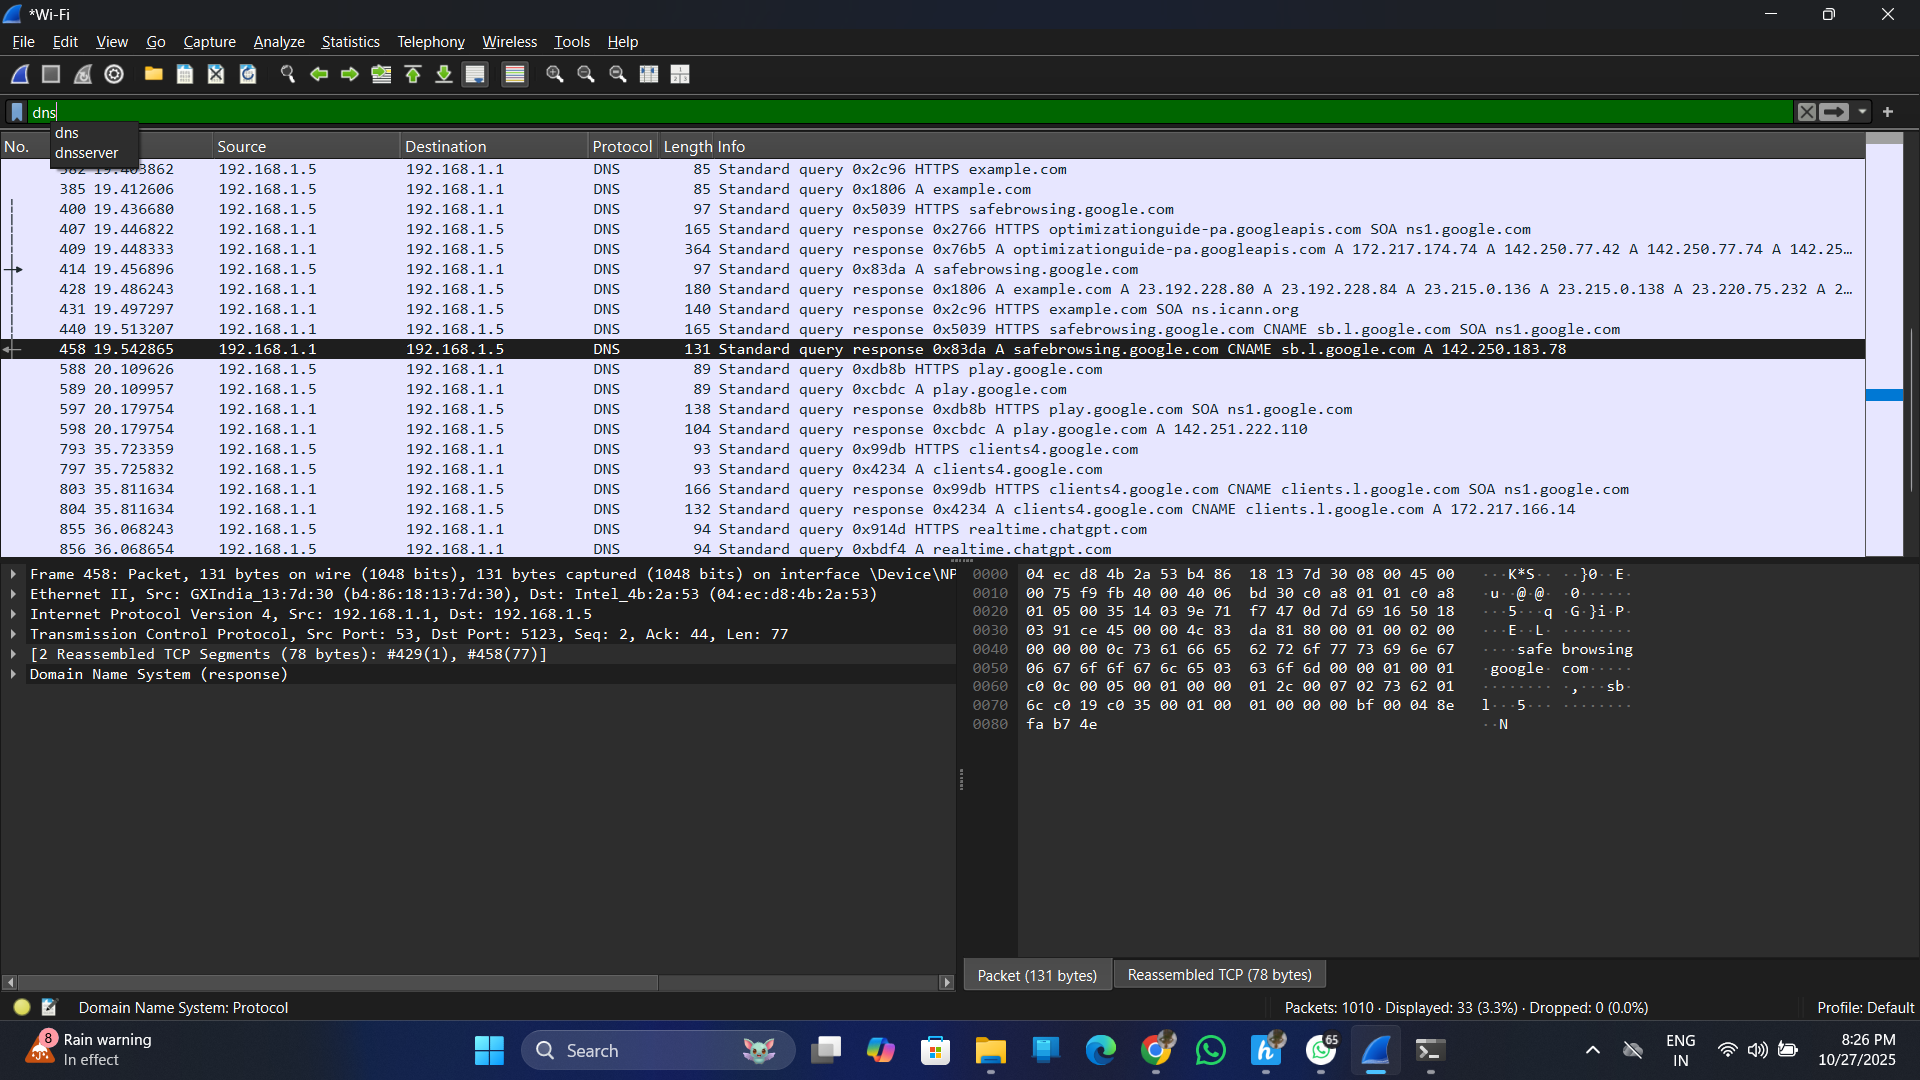 *Wi-Fi
File Edit View Go Capture Analyze Statistics Telephony Wireless Tools Help
dns
dns
dnsserver
No. Source Destination Protocol Length Info
382 19.403862 192.168.1.5 192.168.1.1 DNS 85 Standard query 0x2c96 HTTPS example.com
385 19.412606 192.168.1.5 192.168.1.1 DNS 85 Standard query 0x1806 A example.com
400 19.436680 192.168.1.5 192.168.1.1 DNS 97 Standard query 0x5039 HTTPS safebrowsing.google.com
407 19.446822 192.168.1.1 192.168.1.5 DNS 165 Standard query response 0x2766 HTTPS optimizationguide-pa.googleapis.com SOA ns1.google.com
409 19.448333 192.168.1.1 192.168.1.5 DNS 364 Standard query response 0x76b5 A optimizationguide-pa.googleapis.com A 172.217.174.74 A 142.250.77.42 A 142.250.77.74 A 142.25…
414 19.456896 192.168.1.5 192.168.1.1 DNS 97 Standard query 0x83da A safebrowsing.google.com
428 19.486243 192.168.1.1 192.168.1.5 DNS 180 Standard query response 0x1806 A example.com A 23.192.228.80 A 23.192.228.84 A 23.215.0.136 A 23.215.0.138 A 23.220.75.232 A 2…
431 19.497297 192.168.1.1 192.168.1.5 DNS 140 Standard query response 0x2c96 HTTPS example.com SOA ns.icann.org
440 19.513207 192.168.1.1 192.168.1.5 DNS 165 Standard query response 0x5039 HTTPS safebrowsing.google.com CNAME sb.l.google.com SOA ns1.google.com
458 19.542865 192.168.1.1 192.168.1.5 DNS 131 Standard query response 0x83da A safebrowsing.google.com CNAME sb.l.google.com A 142.250.183.78
588 20.109626 192.168.1.5 192.168.1.1 DNS 89 Standard query 0xdb8b HTTPS play.google.com
589 20.109957 192.168.1.5 192.168.1.1 DNS 89 Standard query 0xcbdc A play.google.com
597 20.179754 192.168.1.1 192.168.1.5 DNS 138 Standard query response 0xdb8b HTTPS play.google.com SOA ns1.google.com
598 20.179754 192.168.1.1 192.168.1.5 DNS 104 Standard query response 0xcbdc A play.google.com A 142.251.222.110
793 35.723359 192.168.1.5 192.168.1.1 DNS 93 Standard query 0x99db HTTPS clients4.google.com
797 35.725832 192.168.1.5 192.168.1.1 DNS 93 Standard query 0x4234 A clients4.google.com
803 35.811634 192.168.1.1 192.168.1.5 DNS 166 Standard query response 0x99db HTTPS clients4.google.com CNAME clients.l.google.com SOA ns1.google.com
804 35.811634 192.168.1.1 192.168.1.5 DNS 132 Standard query response 0x4234 A clients4.google.com CNAME clients.l.google.com A 172.217.166.14
855 36.068243 192.168.1.5 192.168.1.1 DNS 94 Standard query 0x914d HTTPS realtime.chatgpt.com
856 36.068654 192.168.1.5 192.168.1.1 DNS 94 Standard query 0xbdf4 A realtime.chatgpt.com
Frame 458: Packet, 131 bytes on wire (1048 bits), 131 bytes captured (1048 bits) on interface \Device\NP
Ethernet II, Src: GXIndia_13:7d:30 (b4:86:18:13:7d:30), Dst: Intel_4b:2a:53 (04:ec:d8:4b:2a:53)
Internet Protocol Version 4, Src: 192.168.1.1, Dst: 192.168.1.5
Transmission Control Protocol, Src Port: 53, Dst Port: 5123, Seq: 2, Ack: 44, Len: 77
[2 Reassembled TCP Segments (78 bytes): #429(1), #458(77)]
Domain Name System (response)
0000 04 ec d8 4b 2a 53 b4 86 18 13 7d 30 08 00 45 00 ···K*S·· ··}0··E·
0010 00 75 f9 fb 40 00 40 06 bd 30 c0 a8 01 01 c0 a8 ·u··@·@· ·0······
0020 01 05 00 35 14 03 9e 71 f7 47 0d 7d 69 16 50 18 ···5···q ·G·}i·P·
0030 03 91 ce 45 00 00 4c 83 da 81 80 00 01 00 02 00 ···E··L· ········
0040 00 00 00 0c 73 61 66 65 62 72 6f 77 73 69 6e 67 ····safe browsing
0050 06 67 6f 6f 67 6c 65 03 63 6f 6d 00 00 01 00 01 ·google· com·····
0060 c0 0c 00 05 00 01 00 00 01 2c 00 07 02 73 62 01 ········ ·,···sb·
0070 6c c0 19 c0 35 00 01 00 01 00 00 00 bf 00 04 8e l···5··· ········
0080 fa b7 4e ··N
Packet (131 bytes) Reassembled TCP (78 bytes)
Domain Name System: Protocol Packets: 1010 · Displayed: 33 (3.3%) · Dropped: 0 (0.0%) Profile: Default
8
Rain warning
In effect
Search
65
ENG
IN
8:26 PM
10/27/2025